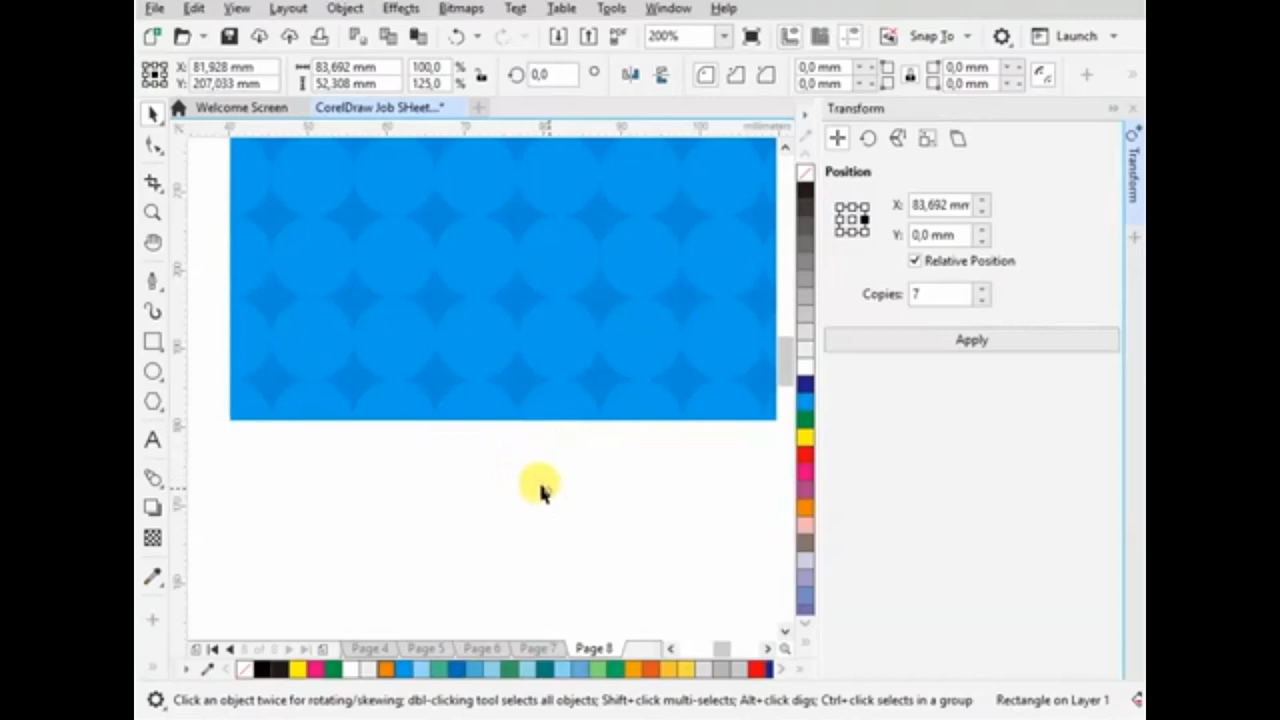 File Edit View Layout Object Effects Bitmaps Text Table Tools Window Help
PDF 200% Snap To Launch
X: 81,928 mm 83,692 mm 100,0 % 0,0 ° 0,0 mm 0,0 mm
Y: 207,033 mm 52,308 mm 125,0 % 0,0 mm 0,0 mm
Welcome Screen CorelDraw Job SHeet...*
Transform
millimeters
Transform
Position
X: 83,692 mm
Y: 0,0 mm
Relative Position
Copies: 7
Apply
8 of 8 Page 4 Page 5 Page 6 Page 7 Page 8
Click an object twice for rotating/skewing; dbl-clicking tool selects all objects; Shift+click multi-selects; Alt+click digs; Ctrl+click selects in a group Rectangle on Layer 1